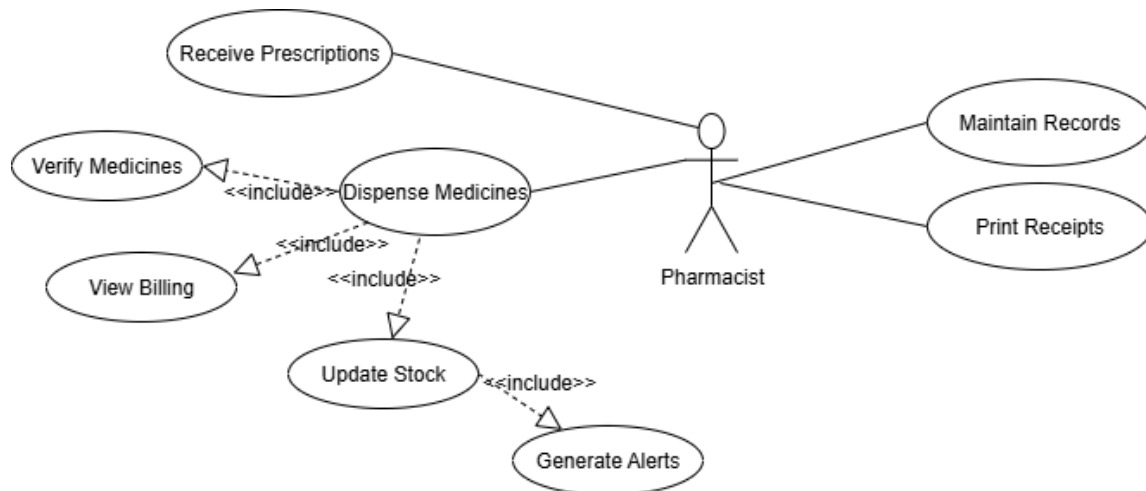 Receive Prescriptions
Maintain Records
Verify Medicines
<<include>>
Dispense Medicines
Print Receipts
<<include>>
Pharmacist
View Billing
<<include>>
Update Stock
<<include>>
Generate Alerts